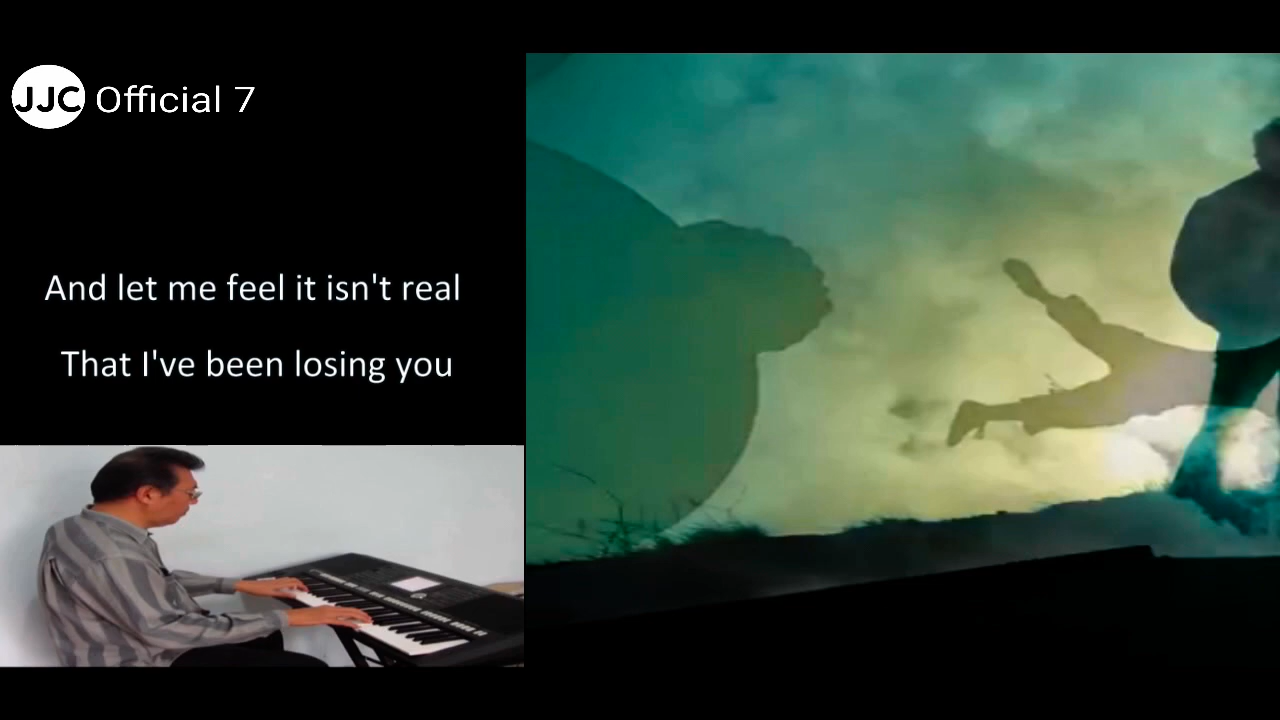 JJC Official 7
And let me feel it isn't real
That I've been losing you